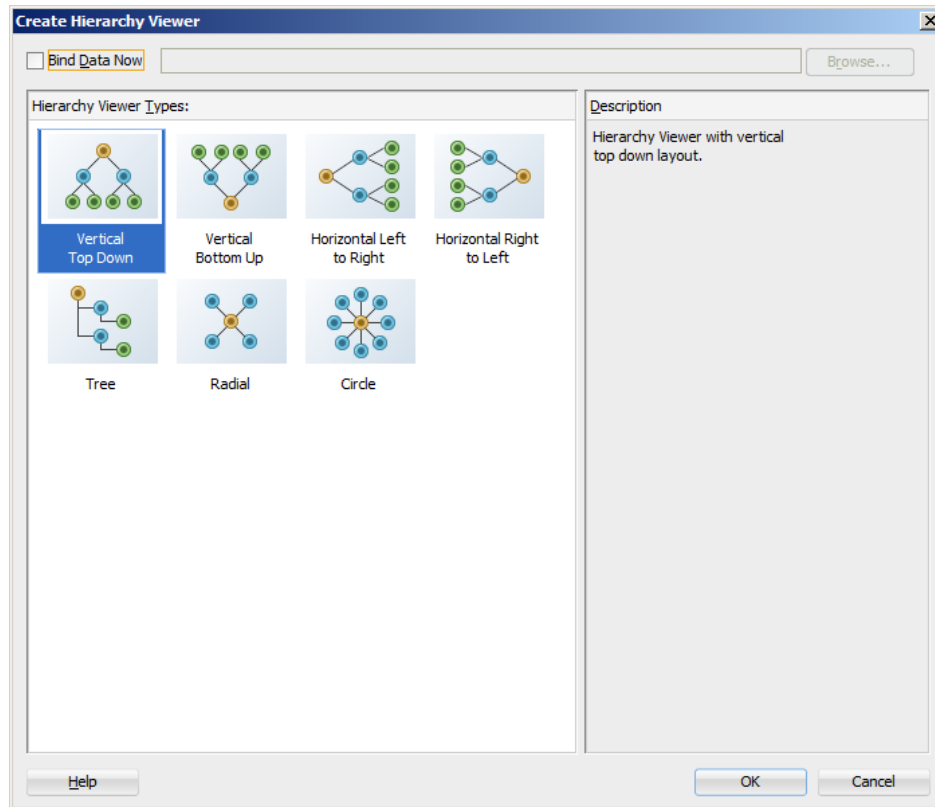 Create Hierarchy Viewer
Bind Data Now
Browse...
Hierarchy Viewer Types:
Description
Hierarchy Viewer with vertical
top down layout.
Vertical
Top Down
Vertical
Bottom Up
Horizontal Left
to Right
Horizontal Right
to Left
Tree
Radial
Circle
Help
OK
Cancel